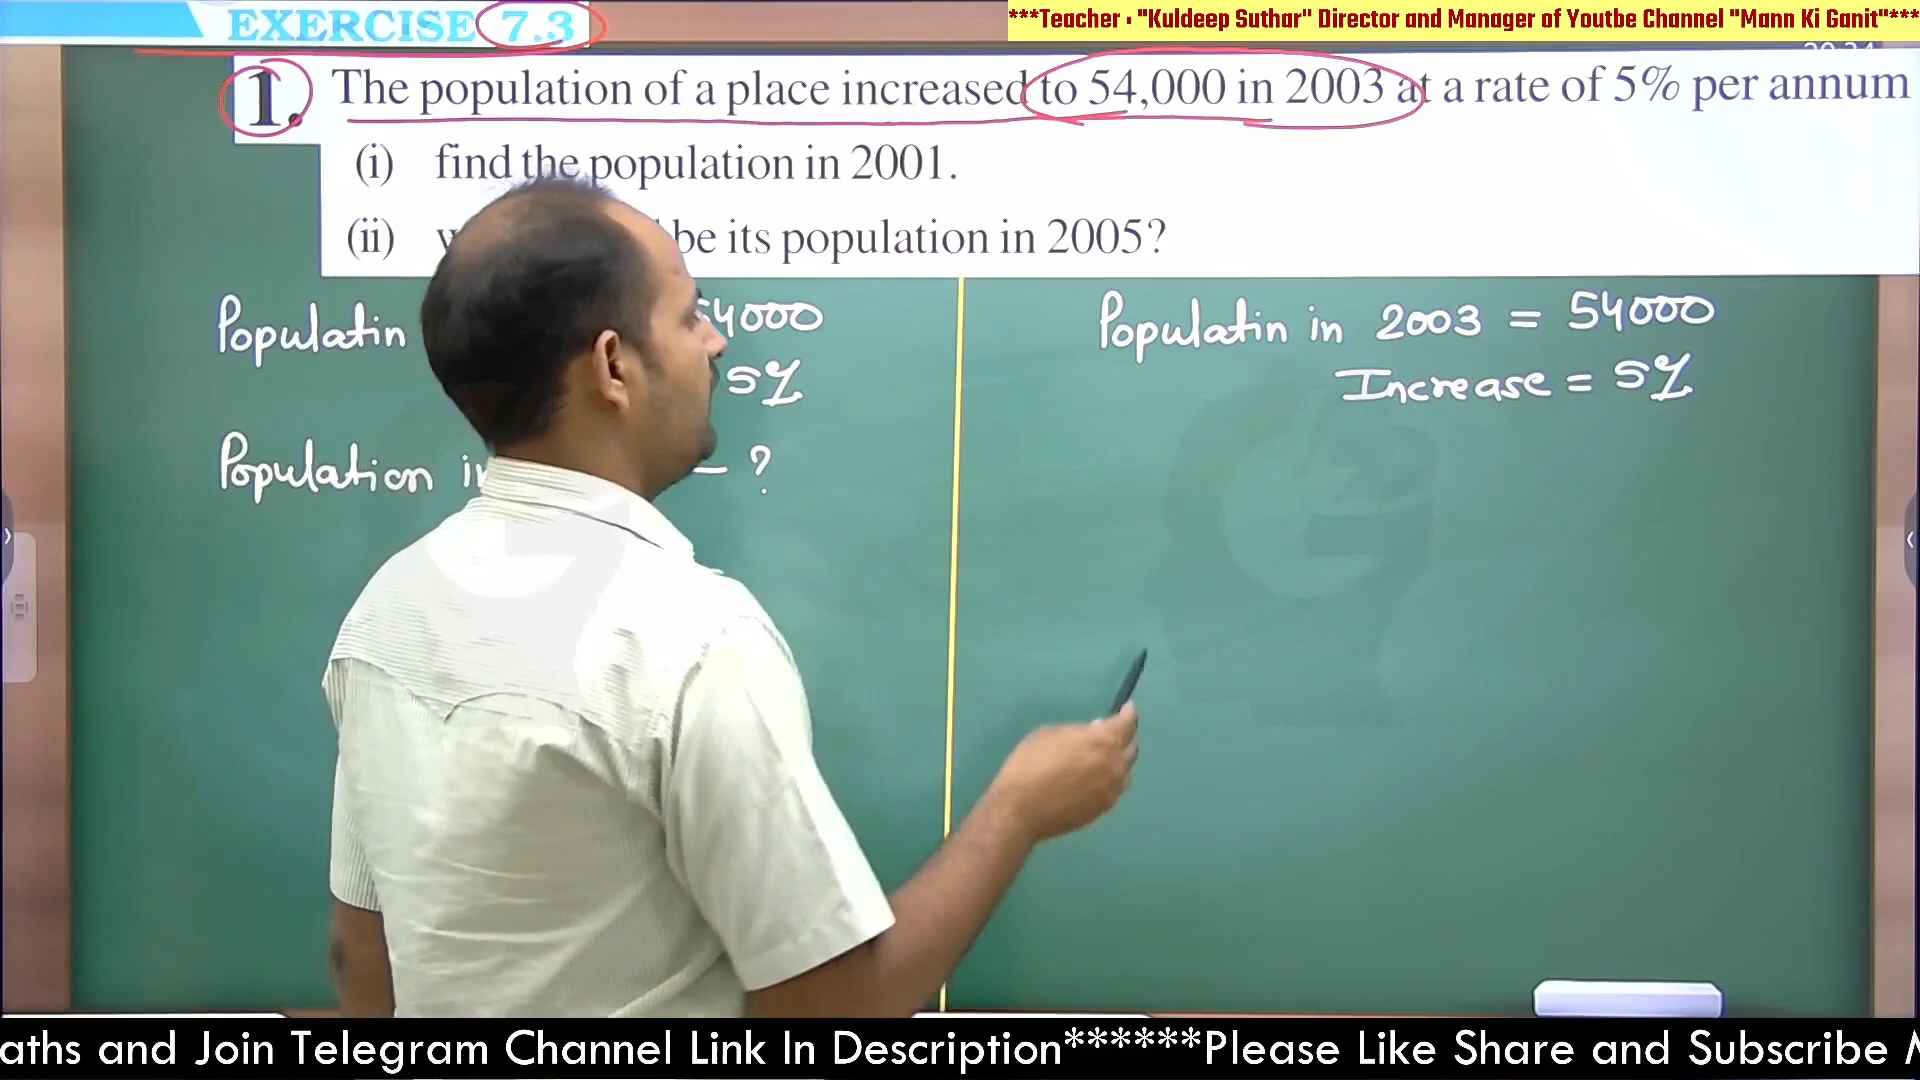 EXERCISE 7.3
***Teacher : "Kuldeep Suthar" Director and Manager of Youtbe Channel "Mann Ki Ganit"***
1. The population of a place increased to 54,000 in 2003 at a rate of 5% per annum
(i) find the population in 2001.
(ii) be its population in 2005?
Populatin 54000
5%
Population in - ?
Populatin in 2003 = 54000
Increase = 5%
aths and Join Telegram Channel Link In Description******Please Like Share and Subscribe